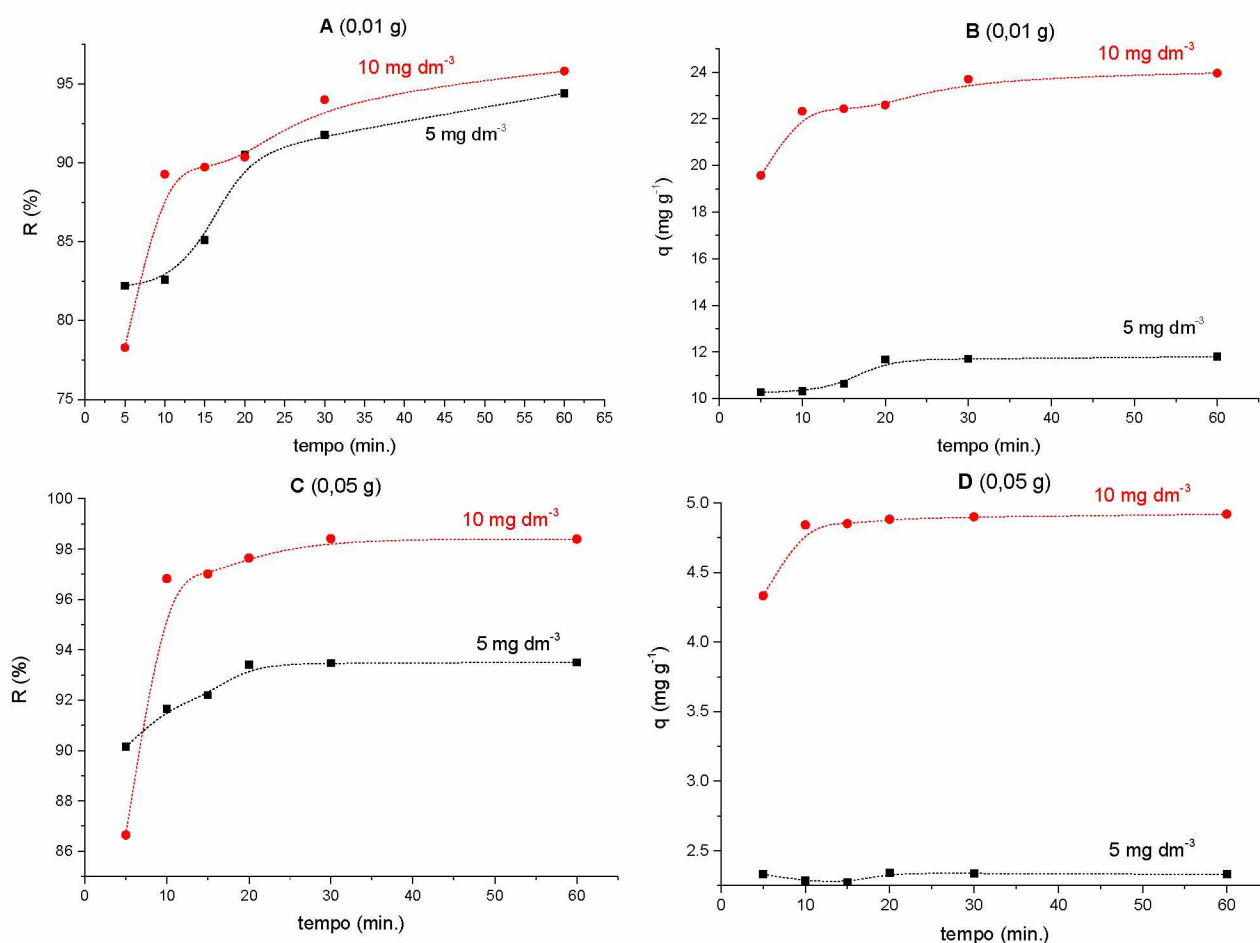 A (0,01 g)
10 mg dm⁻³
5 mg dm⁻³
R (%)
95
90
85
80
75
0 5 10 15 20 25 30 35 40 45 50 55 60 65
tempo (min.)
B (0,01 g)
10 mg dm⁻³
5 mg dm⁻³
q (mg g⁻¹)
24
22
20
18
16
14
12
10
0 10 20 30 40 50 60
tempo (min.)
C (0,05 g)
10 mg dm⁻³
5 mg dm⁻³
R (%)
100
98
96
94
92
90
88
86
0 10 20 30 40 50 60
tempo (min.)
D (0,05 g)
10 mg dm⁻³
5 mg dm⁻³
q (mg g⁻¹)
5.0
4.5
4.0
3.5
3.0
2.5
0 10 20 30 40 50 60
tempo (min.)